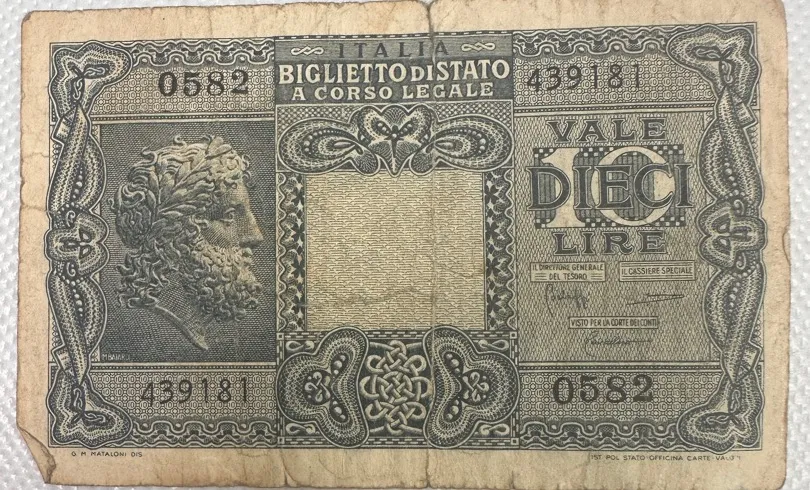 ITALIA
0582
BIGLIETTO DI STATO
439181
A CORSO LEGALE
VALE
10
DIECI
LIRE
IL DIRETTORE GENERALE
DEL TESORO
IL CASSIERE SPECIALE
VISTO PER LA CORTE DEI CONTI
439181
0582
G. M. MATALONI DIS.
IST. POL. STATO-OFFICINA CARTE-VALORI